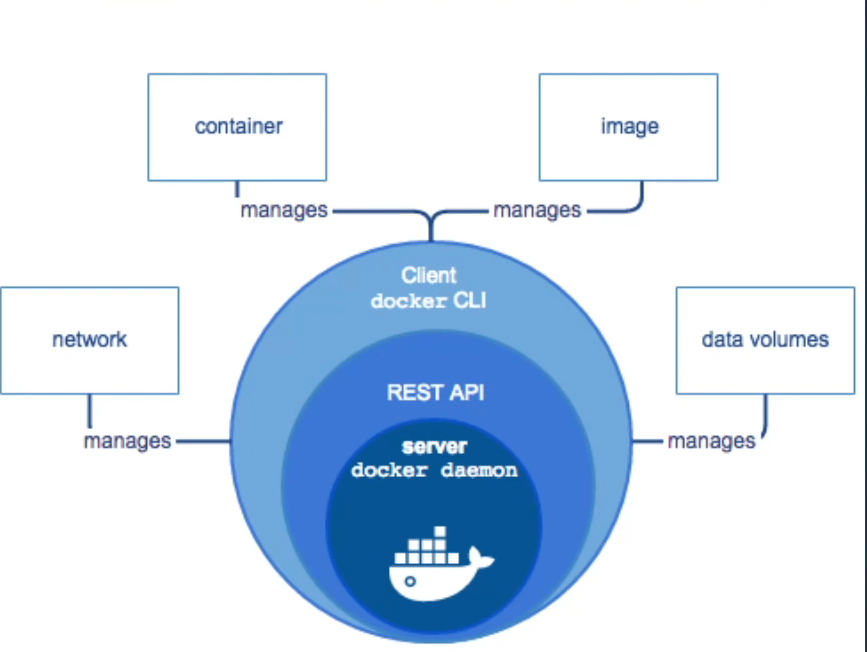 container
image
manages
manages
Client
docker CLI
network
data volumes
REST API
manages
server
docker daemon
manages